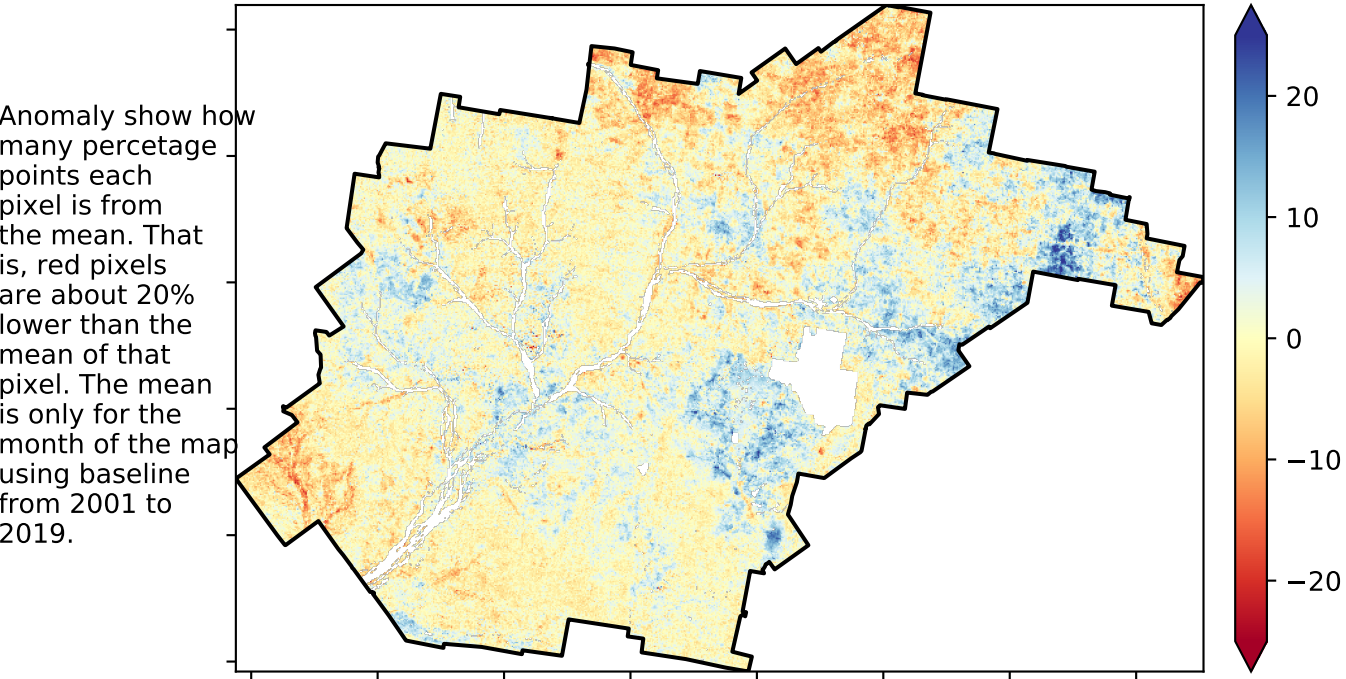 Anomaly show how
many percetage
points each
pixel is from
the mean. That
is, red pixels
are about 20%
lower than the
mean of that
pixel. The mean
is only for the
month of the map
using baseline
from 2001 to
2019.
20
10
0
−10
−20